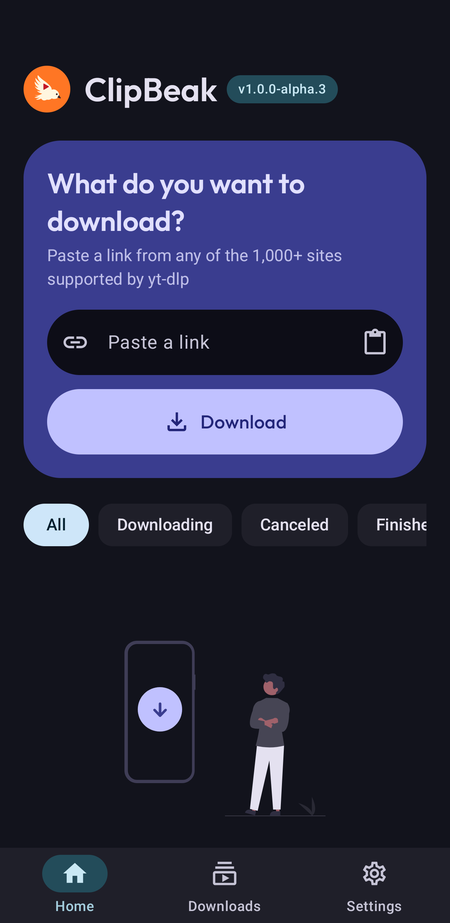 ClipBeak v1.0.0-alpha.3
What do you want to
download?
Paste a link from any of the 1,000+ sites
supported by yt-dlp
Paste a link
Download
All Downloading Canceled Finishe
Home Downloads Settings